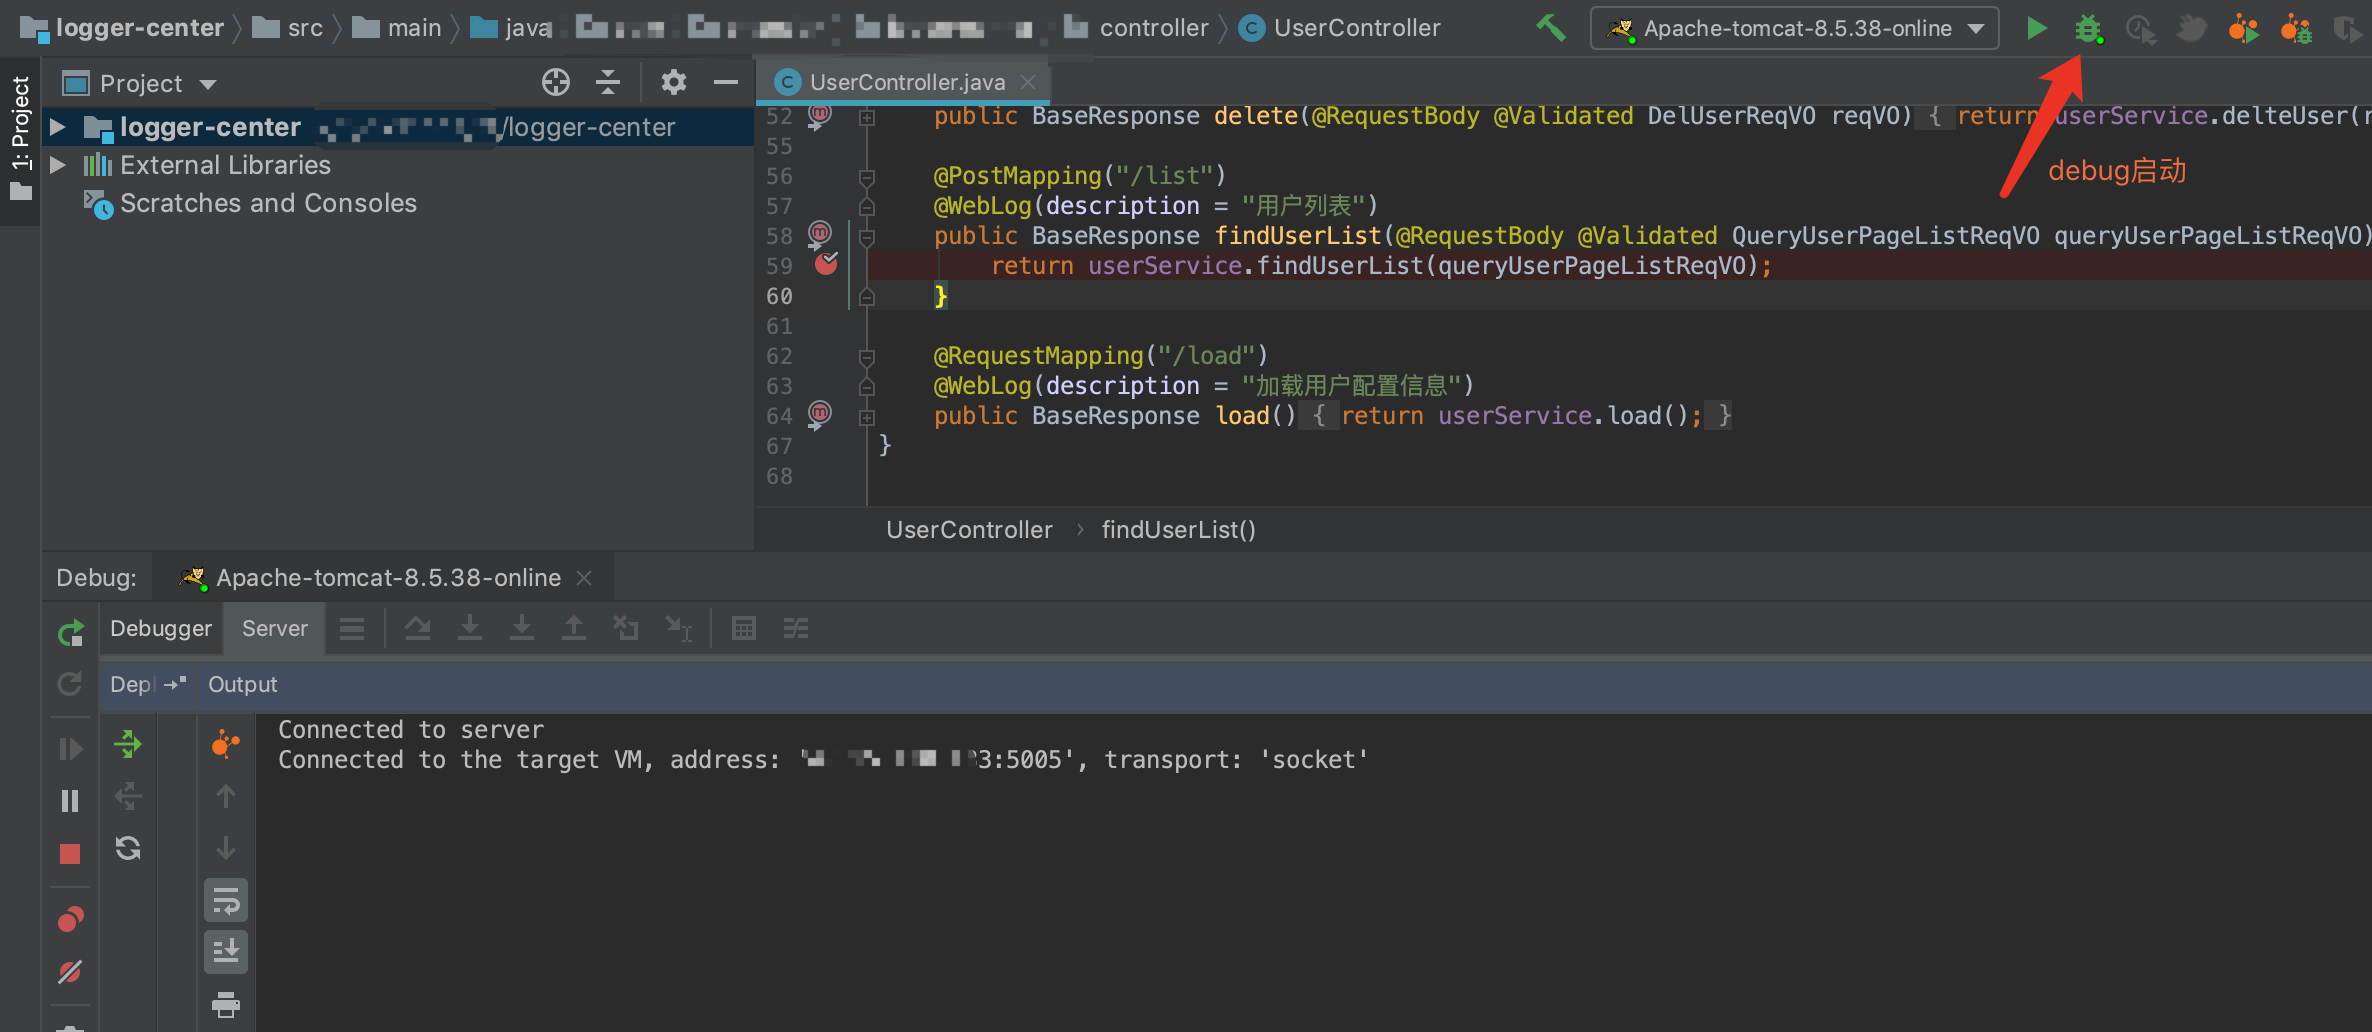 logger-center src main java controller UserController Apache-tomcat-8.5.38-online
1: Project
Project
UserController.java
logger-center /logger-center
External Libraries
Scratches and Consoles
debug启动
52 public BaseResponse delete(@RequestBody @Validated DelUserReqVO reqVO) { return userService.delteUser(r
55
56 @PostMapping("/list")
57 @WebLog(description = "用户列表")
58 public BaseResponse findUserList(@RequestBody @Validated QueryUserPageListReqVO queryUserPageListReqVO)
59 return userService.findUserList(queryUserPageListReqVO);
60 }
61
62 @RequestMapping("/load")
63 @WebLog(description = "加载用户配置信息")
64 public BaseResponse load() { return userService.load(); }
67 }
68
UserController › findUserList()
Debug: Apache-tomcat-8.5.38-online
Debugger Server
Depl Output
Connected to server
Connected to the target VM, address: ' 3:5005', transport: 'socket'